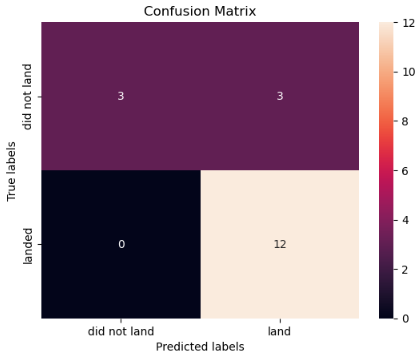 Confusion Matrix
True labels
did not land
3 3
landed
0 12
did not land land
Predicted labels
12
10
8
6
4
2
0